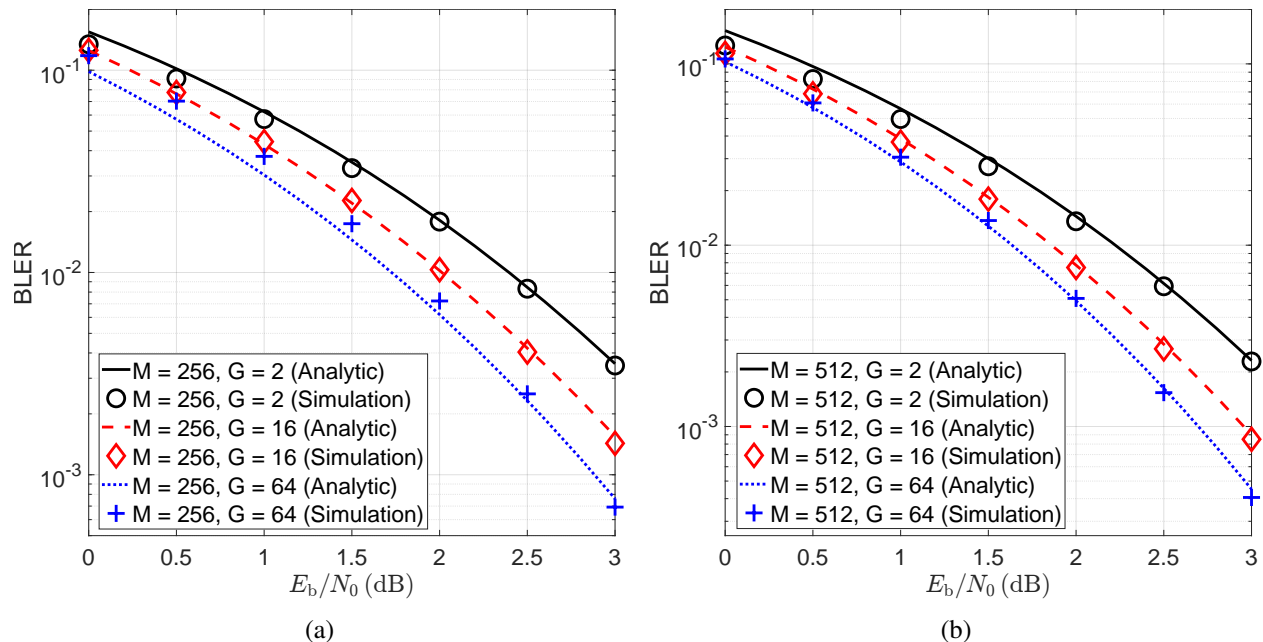 10^{-1}
10^{-2}
10^{-3}
BLER
M = 256, G = 2 (Analytic)
M = 256, G = 2 (Simulation)
M = 256, G = 16 (Analytic)
M = 256, G = 16 (Simulation)
M = 256, G = 64 (Analytic)
M = 256, G = 64 (Simulation)
0 0.5 1 1.5 2 2.5 3
E_b/N_0 (dB)
(a)
10^{-1}
10^{-2}
10^{-3}
BLER
M = 512, G = 2 (Analytic)
M = 512, G = 2 (Simulation)
M = 512, G = 16 (Analytic)
M = 512, G = 16 (Simulation)
M = 512, G = 64 (Analytic)
M = 512, G = 64 (Simulation)
0 0.5 1 1.5 2 2.5 3
E_b/N_0 (dB)
(b)